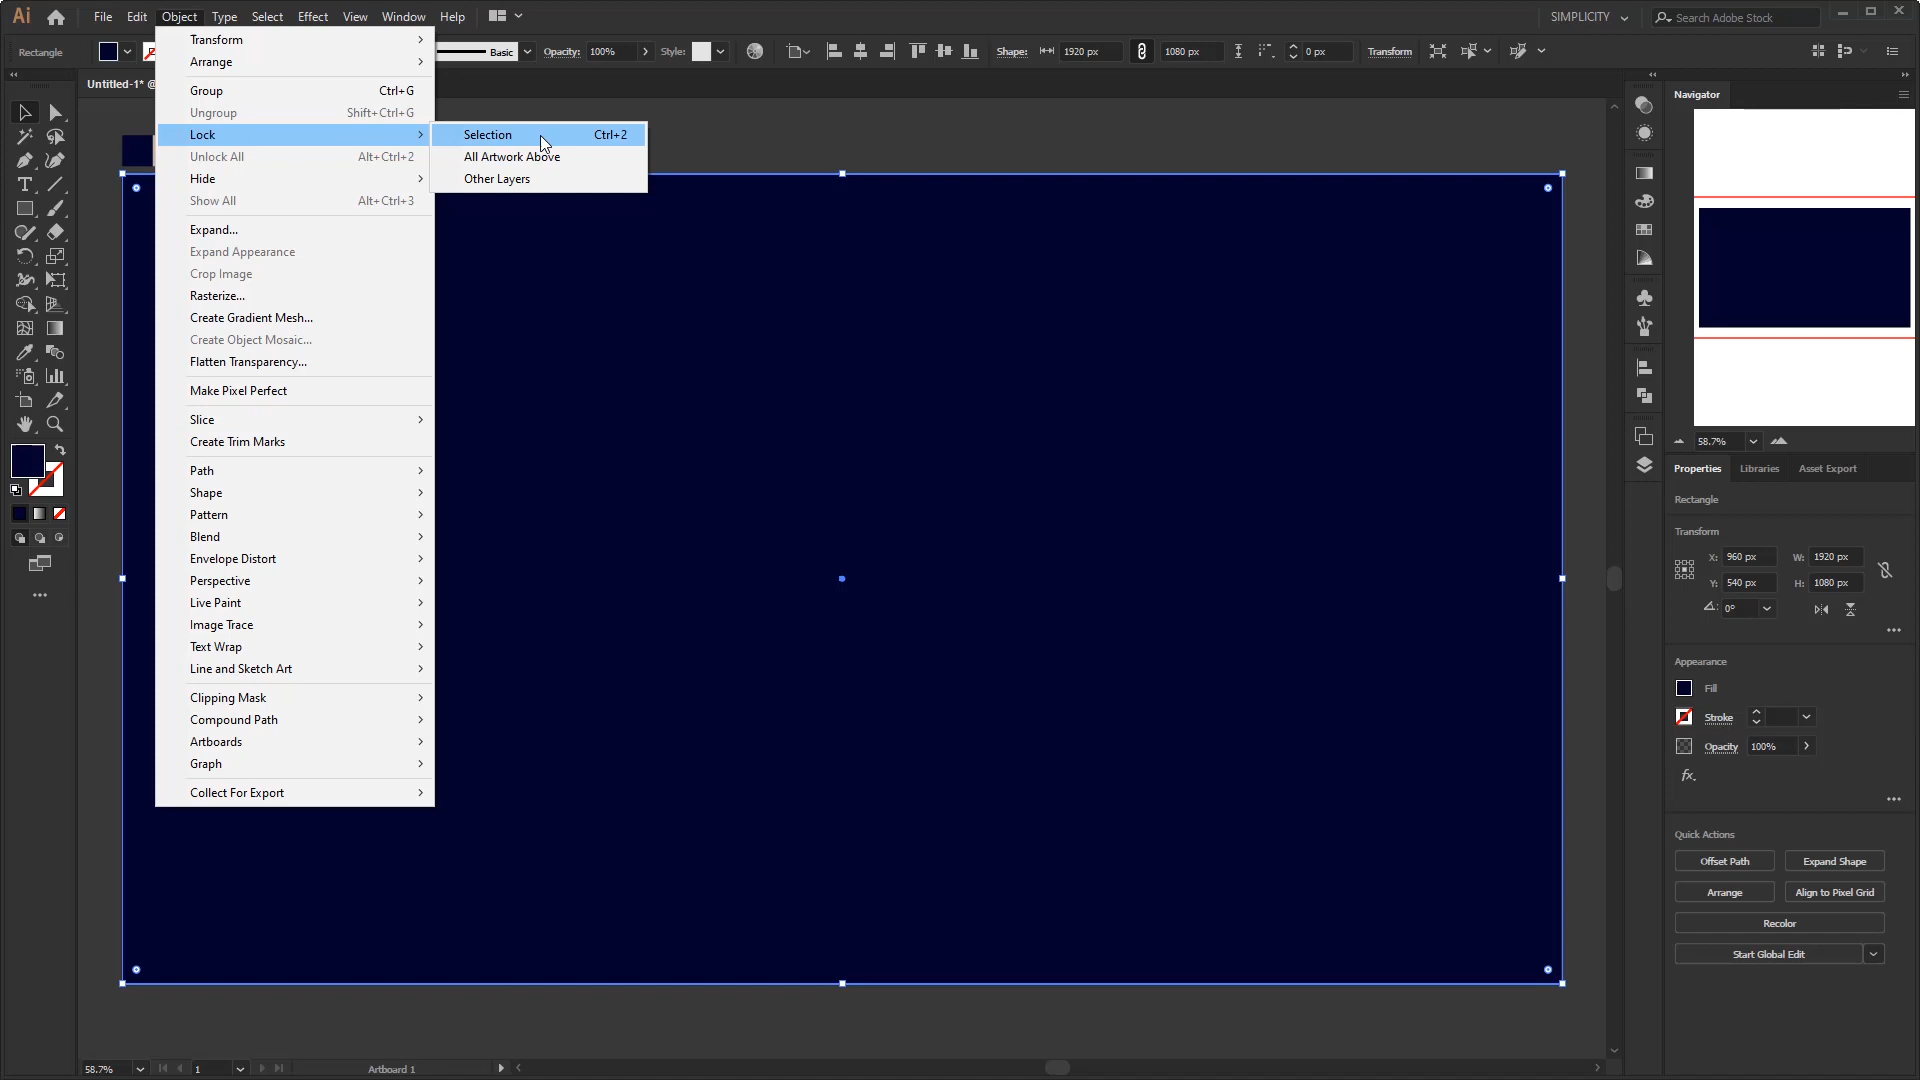 Ai
File Edit Object Type Select Effect View Window Help
SIMPLICITY
Search Adobe Stock
Rectangle
Basic
Opacity: 100%
Style:
Shape: 1920 px 1080 px 0 px
Transform
Untitled-1* @
Transform
Arrange
Group Ctrl+G
Ungroup Shift+Ctrl+G
Lock
Unlock All Alt+Ctrl+2
Hide
Show All Alt+Ctrl+3
Expand...
Expand Appearance
Crop Image
Rasterize...
Create Gradient Mesh...
Create Object Mosaic...
Flatten Transparency...
Make Pixel Perfect
Slice
Create Trim Marks
Path
Shape
Pattern
Blend
Envelope Distort
Perspective
Live Paint
Image Trace
Text Wrap
Line and Sketch Art
Clipping Mask
Compound Path
Artboards
Graph
Collect For Export
Selection Ctrl+2
All Artwork Above
Other Layers
Navigator
58.7%
Properties Libraries Asset Export
Rectangle
Transform
X: 960 px W: 1920 px
Y: 540 px H: 1080 px
0°
Appearance
Fill
Stroke
Opacity 100%
fx.
Quick Actions
Offset Path Expand Shape
Arrange Align to Pixel Grid
Recolor
Start Global Edit
58.7% 1 Artboard 1